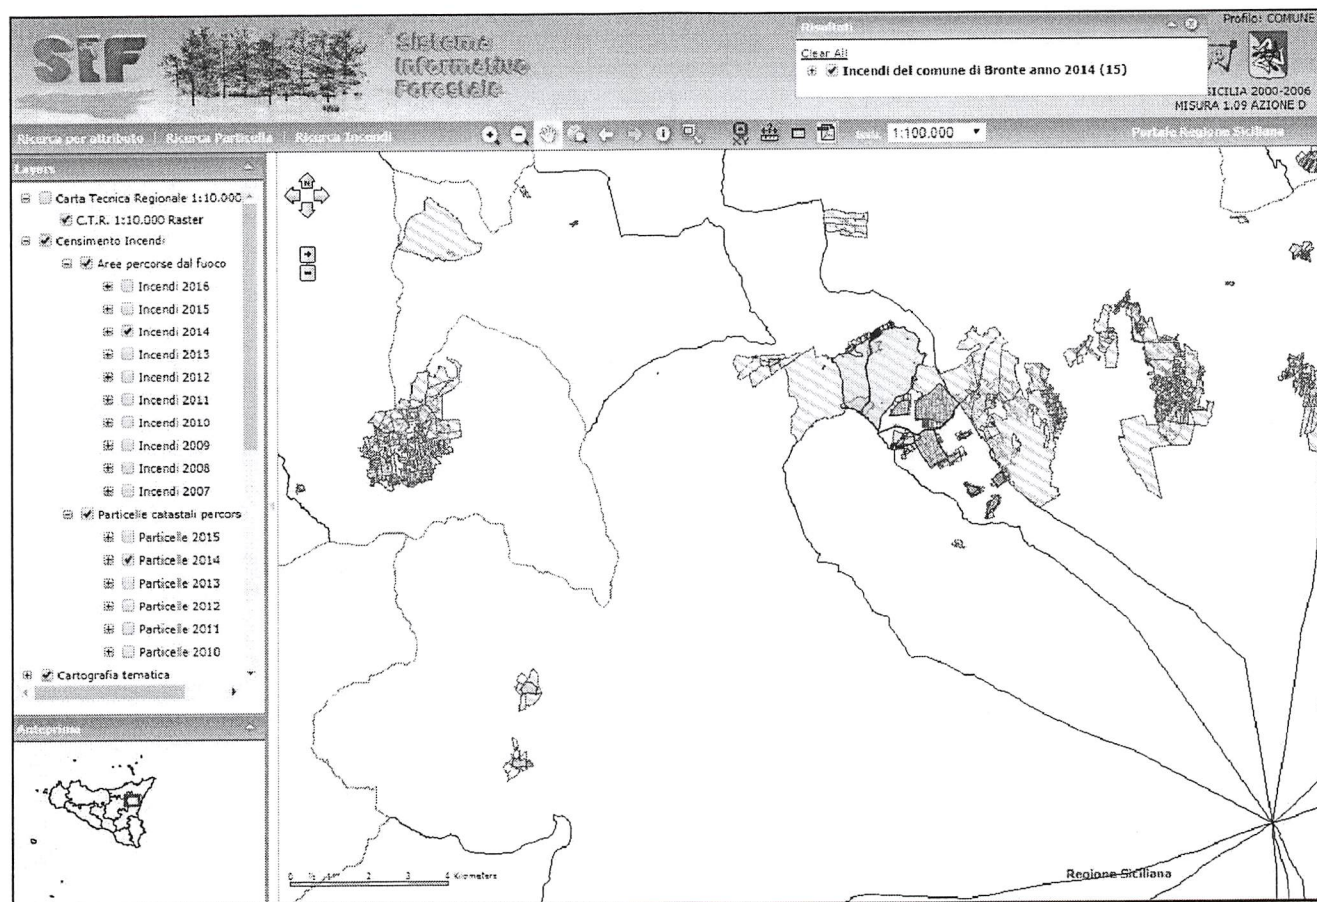 SIF
Sistema
Informativo
Forestale
Risultati
Clear All
Incendi del comune di Bronte anno 2014 (15)
Profilo: COMUNE
SICILIA 2000-2006
MISURA 1.09 AZIONE D
Ricerca per attributo | Ricerca Particella | Ricerca Incendi
X,Y
Scala 1:100.000
Portale Regione Siciliana
Layers
Carta Tecnica Regionale 1:10.000
C.T.R. 1:10.000 Raster
Censimento Incendi
Aree percorse dal fuoco
Incendi 2016
Incendi 2015
Incendi 2014
Incendi 2013
Incendi 2012
Incendi 2011
Incendi 2010
Incendi 2009
Incendi 2008
Incendi 2007
Particelle catastali percors
Particelle 2015
Particelle 2014
Particelle 2013
Particelle 2012
Particelle 2011
Particelle 2010
Cartografia tematica
Anteprima
N
0 2 3 4 Kilometers
Regione Siciliana